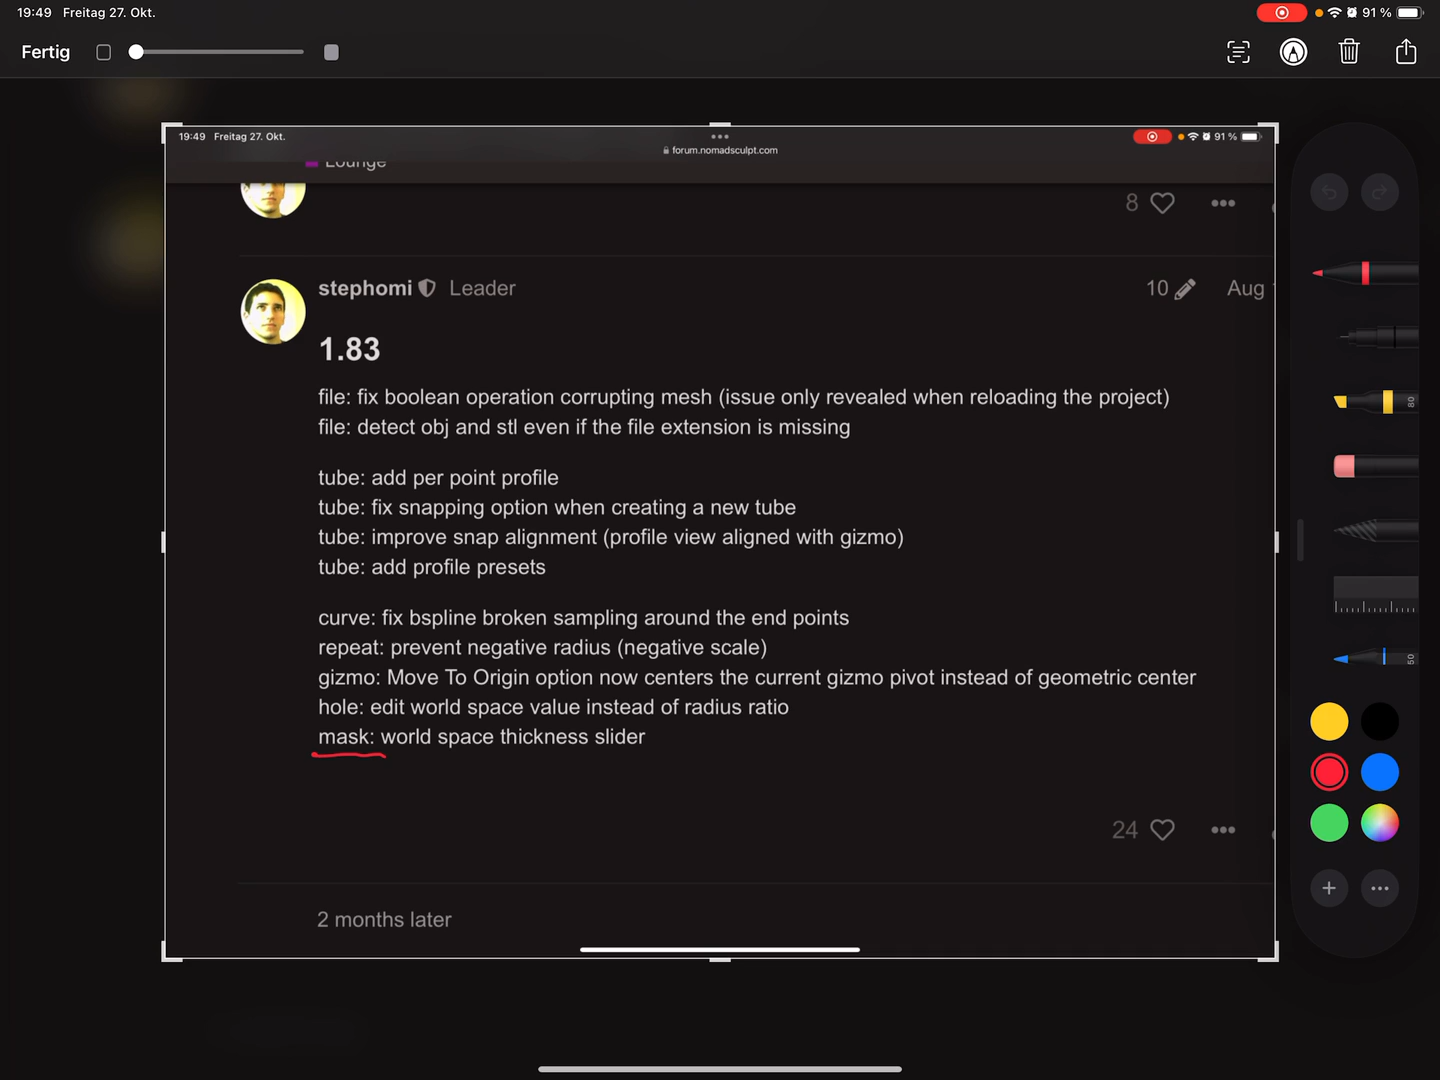 19:49 Freitag 27. Okt.
91 %
Fertig
19:49 Freitag 27. Okt.
91 %
forum.nomadsculpt.com
Lounge
8
stephomi Leader
10 Aug
1.83
file: fix boolean operation corrupting mesh (issue only revealed when reloading the project)
file: detect obj and stl even if the file extension is missing
tube: add per point profile
tube: fix snapping option when creating a new tube
tube: improve snap alignment (profile view aligned with gizmo)
tube: add profile presets
curve: fix bspline broken sampling around the end points
repeat: prevent negative radius (negative scale)
gizmo: Move To Origin option now centers the current gizmo pivot instead of geometric center
hole: edit world space value instead of radius ratio
mask: world space thickness slider
24
2 months later
80
50